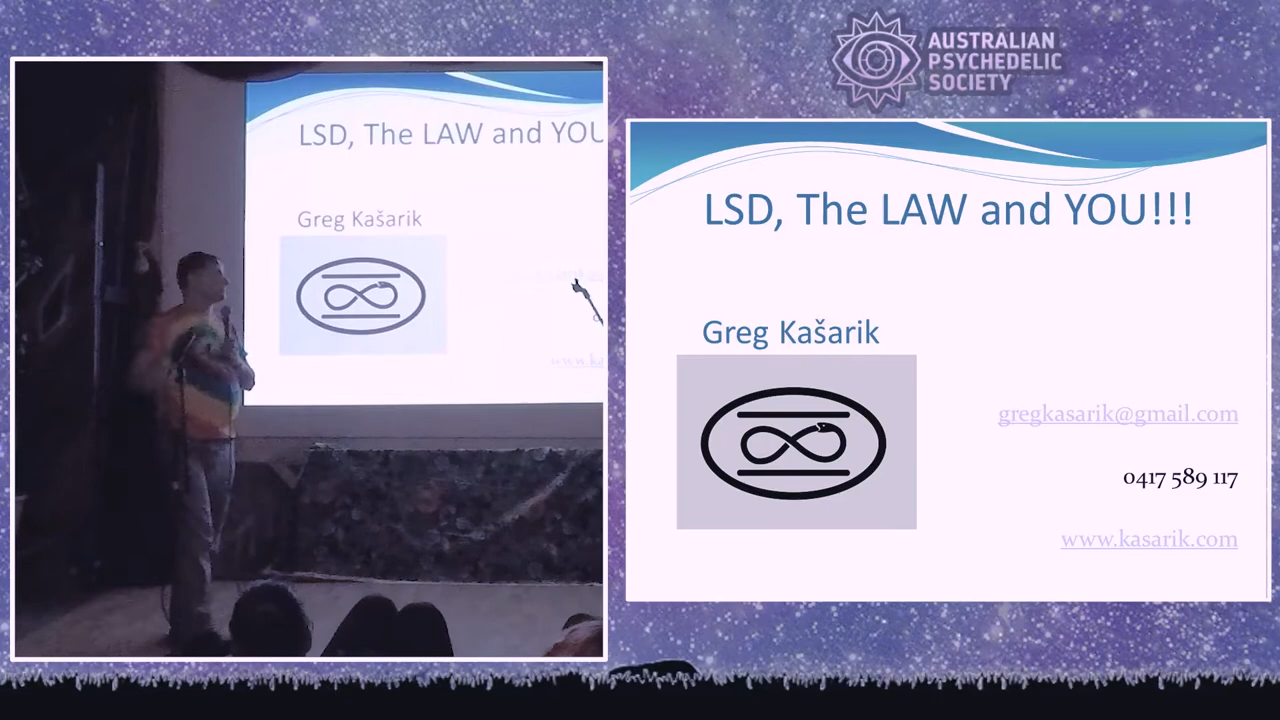 AUSTRALIAN
PSYCHEDELIC
SOCIETY
LSD, The LAW and YOU
Greg Kašarik
LSD, The LAW and YOU!!!
Greg Kašarik
gregkasarik@gmail.com
0417 589 117
www.kasarik.com